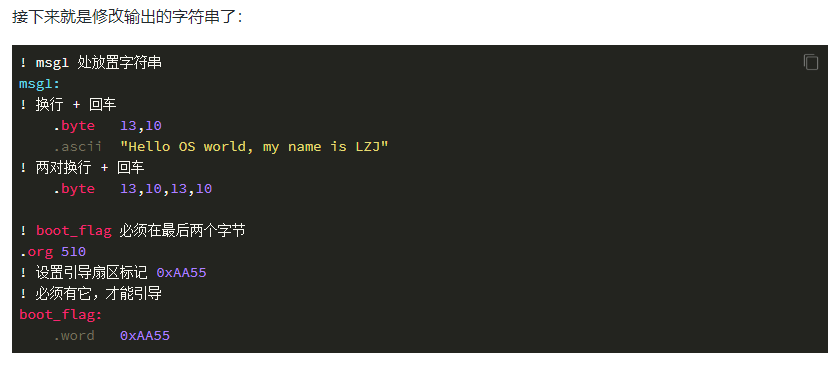 接下来就是修改输出的字符串了：
! msg1 处放置字符串
msg1:
! 换行 + 回车
.byte 13,10
.ascii "Hello OS world, my name is LZJ"
! 两对换行 + 回车
.byte 13,10,13,10
! boot_flag 必须在最后两个字节
.org 510
! 设置引导扇区标记 0xAA55
! 必须有它，才能引导
boot_flag:
.word 0xAA55